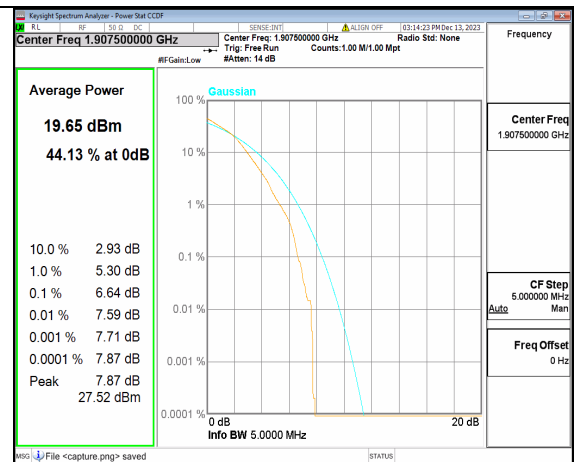 Keysight Spectrum Analyzer - Power Stat CCDF
RL RF 50 Ω DC SENSE:INT ALIGN OFF 03:14:23 PM Dec 13, 2023
Center Freq 1.907500000 GHz
Center Freq: 1.907500000 GHz Radio Std: None
Trig: Free Run Counts:1.00 M/1.00 Mpt
#IFGain:Low #Atten: 14 dB
Frequency
Average Power
19.65 dBm
44.13 % at 0dB
10.0 % 2.93 dB
1.0 % 5.30 dB
0.1 % 6.64 dB
0.01 % 7.59 dB
0.001 % 7.71 dB
0.0001 % 7.87 dB
Peak 7.87 dB
27.52 dBm
Gaussian
100 %
10 %
1 %
0.1 %
0.01 %
0.001 %
0.0001 %
0 dB 20 dB
Info BW 5.0000 MHz
Center Freq
1.907500000 GHz
CF Step
5.000000 MHz
Auto Man
Freq Offset
0 Hz
MSG File <capture.png> saved STATUS